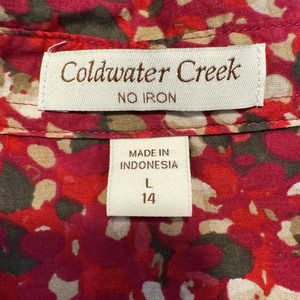 Coldwater Creek
NO IRON
MADE IN
INDONESIA
L
14